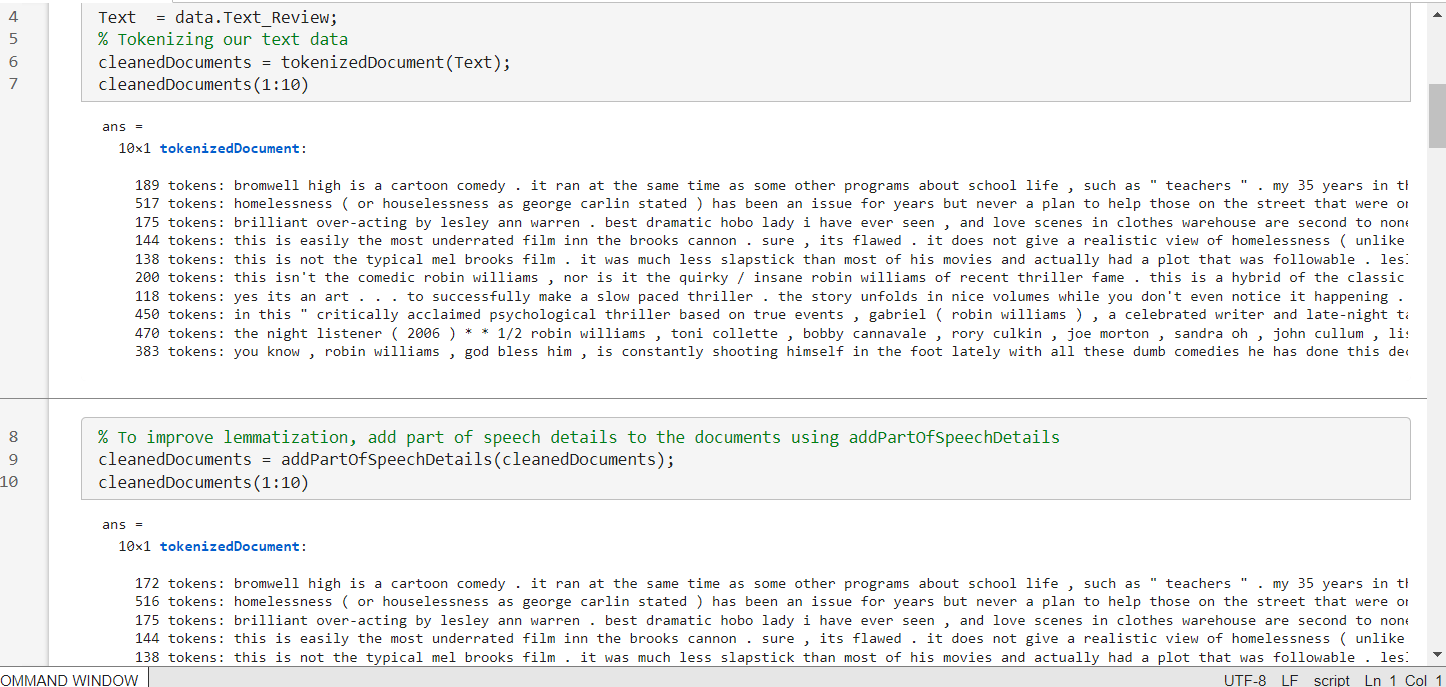 4 Text  = data.Text_Review;
5 % Tokenizing our text data
6 cleanedDocuments = tokenizedDocument(Text);
7 cleanedDocuments(1:10)
ans =
10×1 tokenizedDocument:
189 tokens: bromwell high is a cartoon comedy . it ran at the same time as some other programs about school life , such as " teachers " . my 35 years in th
517 tokens: homelessness ( or houselessness as george carlin stated ) has been an issue for years but never a plan to help those on the street that were on
175 tokens: brilliant over-acting by lesley ann warren . best dramatic hobo lady i have ever seen , and love scenes in clothes warehouse are second to none
144 tokens: this is easily the most underrated film inn the brooks cannon . sure , its flawed . it does not give a realistic view of homelessness ( unlike
138 tokens: this is not the typical mel brooks film . it was much less slapstick than most of his movies and actually had a plot that was followable . les
200 tokens: this isn't the comedic robin williams , nor is it the quirky / insane robin williams of recent thriller fame . this is a hybrid of the classic
118 tokens: yes its an art . . . to successfully make a slow paced thriller . the story unfolds in nice volumes while you don't even notice it happening .
450 tokens: in this " critically acclaimed psychological thriller based on true events , gabriel ( robin williams ) , a celebrated writer and late-night ta
470 tokens: the night listener ( 2006 ) * * 1/2 robin williams , toni collette , bobby cannavale , rory culkin , joe morton , sandra oh , john cullum , lis
383 tokens: you know , robin williams , god bless him , is constantly shooting himself in the foot lately with all these dumb comedies he has done this dec
8 % To improve lemmatization, add part of speech details to the documents using addPartOfSpeechDetails
9 cleanedDocuments = addPartOfSpeechDetails(cleanedDocuments);
10 cleanedDocuments(1:10)
ans =
10×1 tokenizedDocument:
172 tokens: bromwell high is a cartoon comedy . it ran at the same time as some other programs about school life , such as " teachers " . my 35 years in th
516 tokens: homelessness ( or houselessness as george carlin stated ) has been an issue for years but never a plan to help those on the street that were on
175 tokens: brilliant over-acting by lesley ann warren . best dramatic hobo lady i have ever seen , and love scenes in clothes warehouse are second to none
144 tokens: this is easily the most underrated film inn the brooks cannon . sure , its flawed . it does not give a realistic view of homelessness ( unlike
138 tokens: this is not the typical mel brooks film . it was much less slapstick than most of his movies and actually had a plot that was followable . les
OMMAND WINDOW UTF-8 LF script Ln 1 Col 1